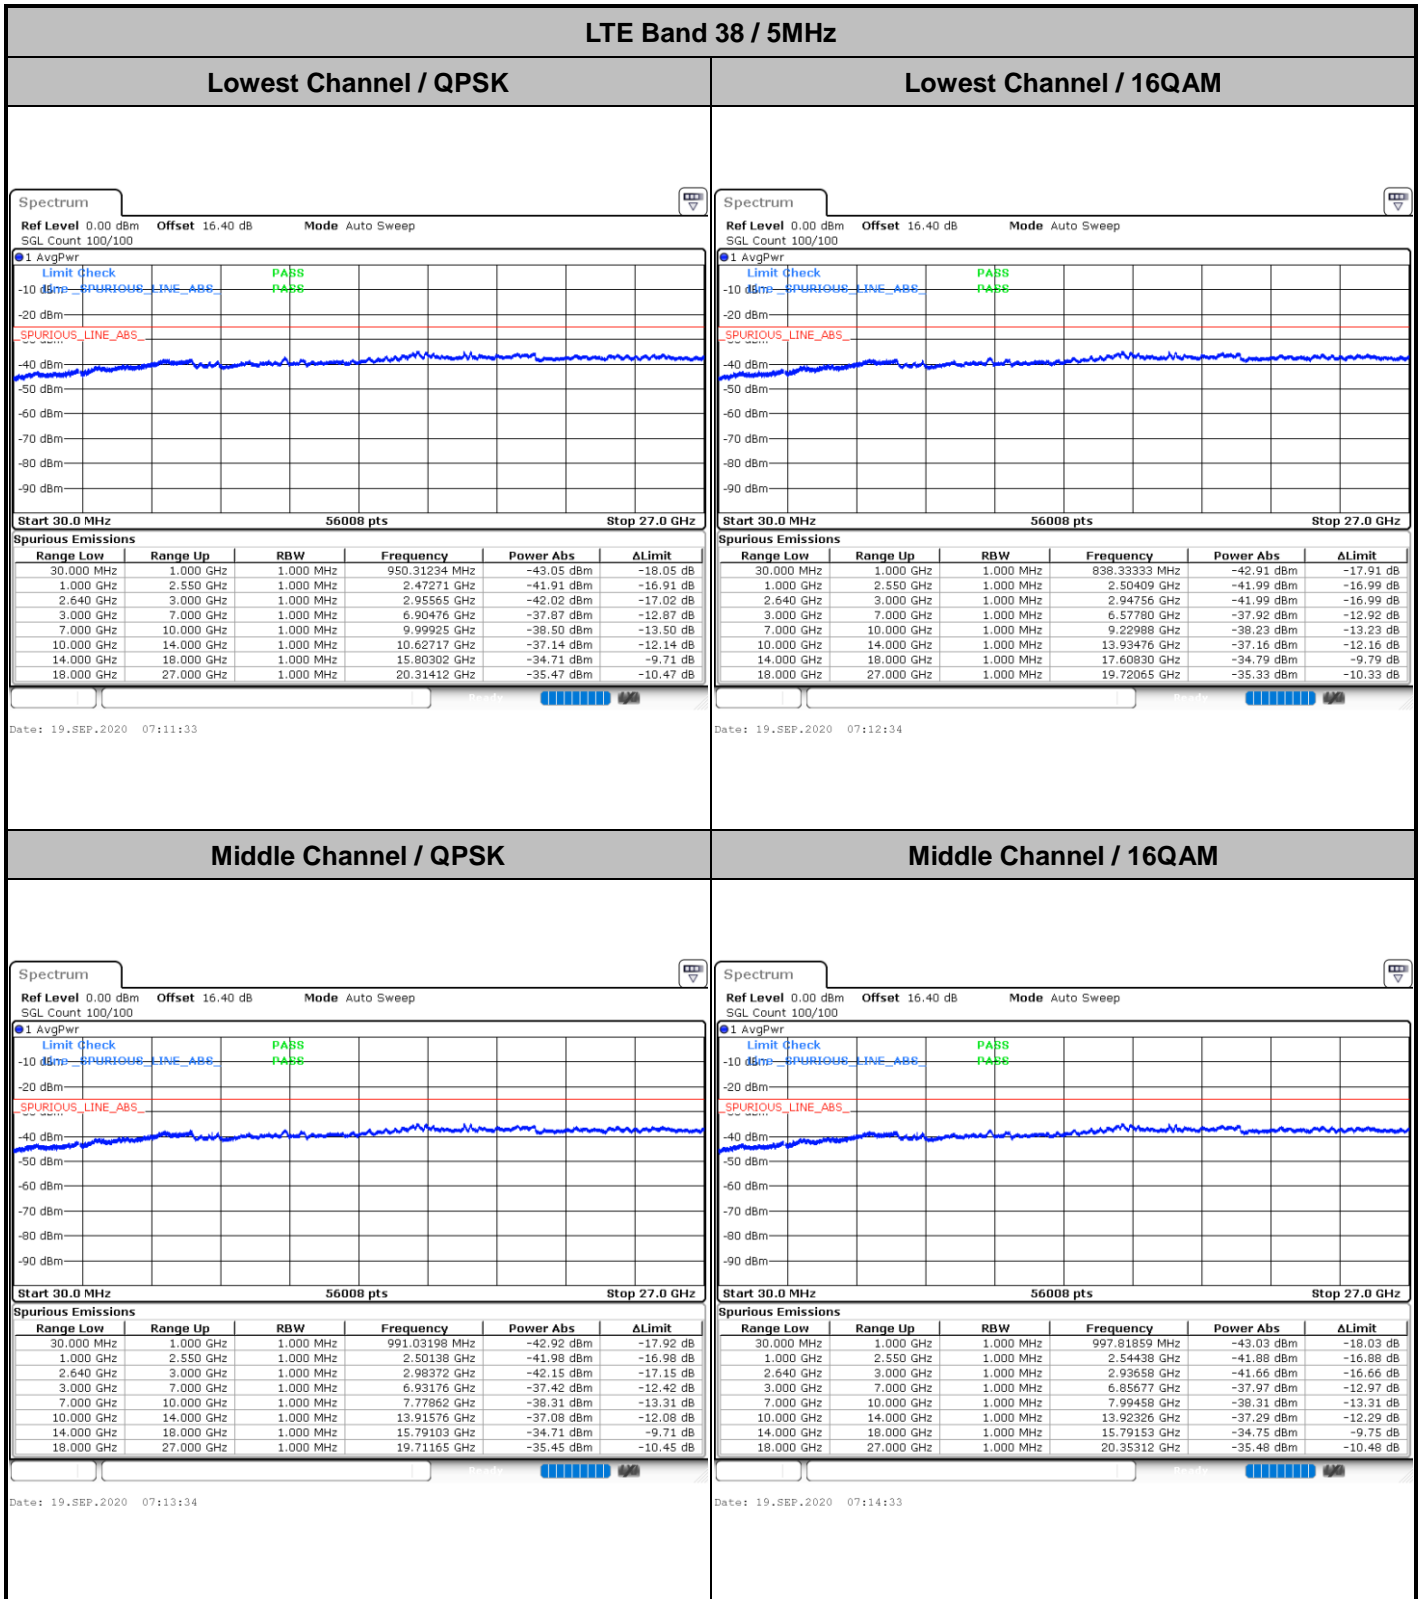 LTE Band 38 / 5MHz
Lowest Channel / QPSK
Lowest Channel / 16QAM
Spectrum
Ref Level 0.00 dBm Offset 16.40 dB Mode Auto Sweep
SGL Count 100/100
1 AvgPwr
Limit Check PASS
-10 dBm Line _SPURIOUS_LINE_ABS_ PASS
-20 dBm
_SPURIOUS_LINE_ABS_
-40 dBm
-50 dBm
-60 dBm
-70 dBm
-80 dBm
-90 dBm
Start 30.0 MHz 56008 pts Stop 27.0 GHz
Spurious Emissions
Range Low Range Up RBW Frequency Power Abs ΔLimit
30.000 MHz 1.000 GHz 1.000 MHz 950.31234 MHz -43.05 dBm -18.05 dB
1.000 GHz 2.550 GHz 1.000 MHz 2.47271 GHz -41.91 dBm -16.91 dB
2.640 GHz 3.000 GHz 1.000 MHz 2.95565 GHz -42.02 dBm -17.02 dB
3.000 GHz 7.000 GHz 1.000 MHz 6.90476 GHz -37.87 dBm -12.87 dB
7.000 GHz 10.000 GHz 1.000 MHz 9.99925 GHz -38.50 dBm -13.50 dB
10.000 GHz 14.000 GHz 1.000 MHz 10.62717 GHz -37.14 dBm -12.14 dB
14.000 GHz 18.000 GHz 1.000 MHz 15.80302 GHz -34.71 dBm -9.71 dB
18.000 GHz 27.000 GHz 1.000 MHz 20.31412 GHz -35.47 dBm -10.47 dB
Date: 19.SEP.2020 07:11:33
Spectrum
Ref Level 0.00 dBm Offset 16.40 dB Mode Auto Sweep
SGL Count 100/100
1 AvgPwr
Limit Check PASS
-10 dBm Line _SPURIOUS_LINE_ABS_ PASS
-20 dBm
_SPURIOUS_LINE_ABS_
-40 dBm
-50 dBm
-60 dBm
-70 dBm
-80 dBm
-90 dBm
Start 30.0 MHz 56008 pts Stop 27.0 GHz
Spurious Emissions
Range Low Range Up RBW Frequency Power Abs ΔLimit
30.000 MHz 1.000 GHz 1.000 MHz 838.33333 MHz -42.91 dBm -17.91 dB
1.000 GHz 2.550 GHz 1.000 MHz 2.50409 GHz -41.99 dBm -16.99 dB
2.640 GHz 3.000 GHz 1.000 MHz 2.94756 GHz -41.99 dBm -16.99 dB
3.000 GHz 7.000 GHz 1.000 MHz 6.57780 GHz -37.92 dBm -12.92 dB
7.000 GHz 10.000 GHz 1.000 MHz 9.22988 GHz -38.23 dBm -13.23 dB
10.000 GHz 14.000 GHz 1.000 MHz 13.93476 GHz -37.16 dBm -12.16 dB
14.000 GHz 18.000 GHz 1.000 MHz 17.60830 GHz -34.79 dBm -9.79 dB
18.000 GHz 27.000 GHz 1.000 MHz 19.72065 GHz -35.33 dBm -10.33 dB
Date: 19.SEP.2020 07:12:34
Middle Channel / QPSK
Middle Channel / 16QAM
Spectrum
Ref Level 0.00 dBm Offset 16.40 dB Mode Auto Sweep
SGL Count 100/100
1 AvgPwr
Limit Check PASS
-10 dBm Line _SPURIOUS_LINE_ABS_ PASS
-20 dBm
_SPURIOUS_LINE_ABS_
-40 dBm
-50 dBm
-60 dBm
-70 dBm
-80 dBm
-90 dBm
Start 30.0 MHz 56008 pts Stop 27.0 GHz
Spurious Emissions
Range Low Range Up RBW Frequency Power Abs ΔLimit
30.000 MHz 1.000 GHz 1.000 MHz 991.03198 MHz -42.92 dBm -17.92 dB
1.000 GHz 2.550 GHz 1.000 MHz 2.50138 GHz -41.98 dBm -16.98 dB
2.640 GHz 3.000 GHz 1.000 MHz 2.98372 GHz -42.15 dBm -17.15 dB
3.000 GHz 7.000 GHz 1.000 MHz 6.93176 GHz -37.42 dBm -12.42 dB
7.000 GHz 10.000 GHz 1.000 MHz 7.77862 GHz -38.31 dBm -13.31 dB
10.000 GHz 14.000 GHz 1.000 MHz 13.91576 GHz -37.08 dBm -12.08 dB
14.000 GHz 18.000 GHz 1.000 MHz 15.79103 GHz -34.71 dBm -9.71 dB
18.000 GHz 27.000 GHz 1.000 MHz 19.71165 GHz -35.45 dBm -10.45 dB
Date: 19.SEP.2020 07:13:34
Spectrum
Ref Level 0.00 dBm Offset 16.40 dB Mode Auto Sweep
SGL Count 100/100
1 AvgPwr
Limit Check PASS
-10 dBm Line _SPURIOUS_LINE_ABS_ PASS
-20 dBm
_SPURIOUS_LINE_ABS_
-40 dBm
-50 dBm
-60 dBm
-70 dBm
-80 dBm
-90 dBm
Start 30.0 MHz 56008 pts Stop 27.0 GHz
Spurious Emissions
Range Low Range Up RBW Frequency Power Abs ΔLimit
30.000 MHz 1.000 GHz 1.000 MHz 997.81859 MHz -43.03 dBm -18.03 dB
1.000 GHz 2.550 GHz 1.000 MHz 2.54438 GHz -41.88 dBm -16.88 dB
2.640 GHz 3.000 GHz 1.000 MHz 2.93658 GHz -41.66 dBm -16.66 dB
3.000 GHz 7.000 GHz 1.000 MHz 6.85677 GHz -37.97 dBm -12.97 dB
7.000 GHz 10.000 GHz 1.000 MHz 7.99458 GHz -38.31 dBm -13.31 dB
10.000 GHz 14.000 GHz 1.000 MHz 13.92326 GHz -37.29 dBm -12.29 dB
14.000 GHz 18.000 GHz 1.000 MHz 15.79153 GHz -34.75 dBm -9.75 dB
18.000 GHz 27.000 GHz 1.000 MHz 20.35312 GHz -35.48 dBm -10.48 dB
Date: 19.SEP.2020 07:14:33